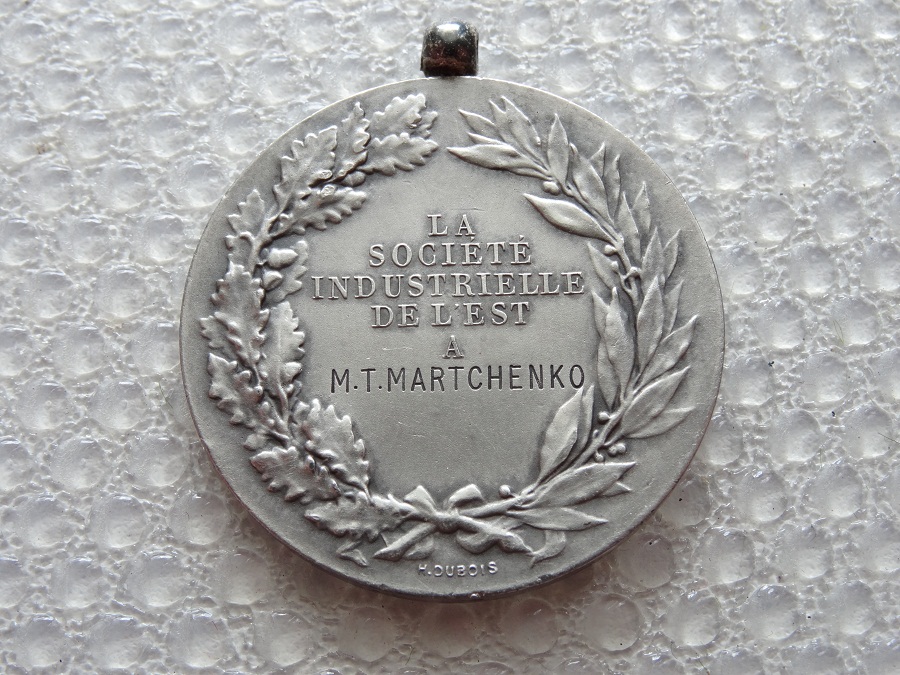 LA
SOCIÉTÉ
INDUSTRIELLE
DE L'EST
A
M.T.MARTCHENKO
H.DUBOIS